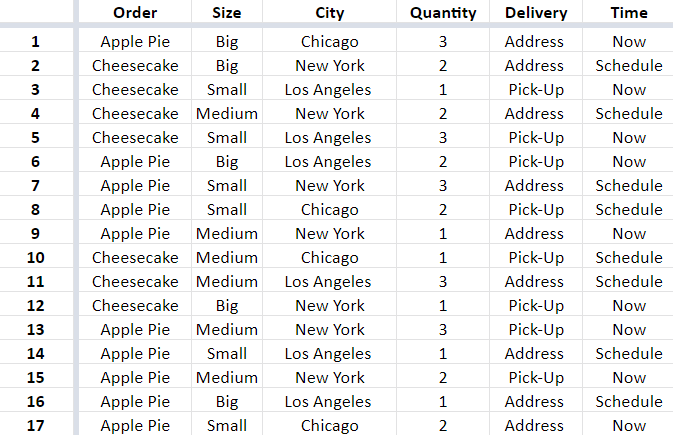 Order Size City Quantity Delivery Time
1 Apple Pie Big Chicago 3 Address Now
2 Cheesecake Big New York 2 Address Schedule
3 Cheesecake Small Los Angeles 1 Pick-Up Now
4 Cheesecake Medium New York 2 Address Schedule
5 Cheesecake Small Los Angeles 3 Pick-Up Now
6 Apple Pie Big Los Angeles 2 Pick-Up Now
7 Apple Pie Small New York 3 Address Schedule
8 Apple Pie Small Chicago 2 Pick-Up Schedule
9 Apple Pie Medium New York 1 Address Now
10 Cheesecake Medium Chicago 1 Pick-Up Schedule
11 Cheesecake Medium Los Angeles 3 Address Schedule
12 Cheesecake Big New York 1 Pick-Up Now
13 Apple Pie Medium New York 3 Pick-Up Now
14 Apple Pie Small Los Angeles 1 Address Schedule
15 Apple Pie Medium New York 2 Pick-Up Now
16 Apple Pie Big Los Angeles 1 Address Schedule
17 Apple Pie Small Chicago 2 Address Now